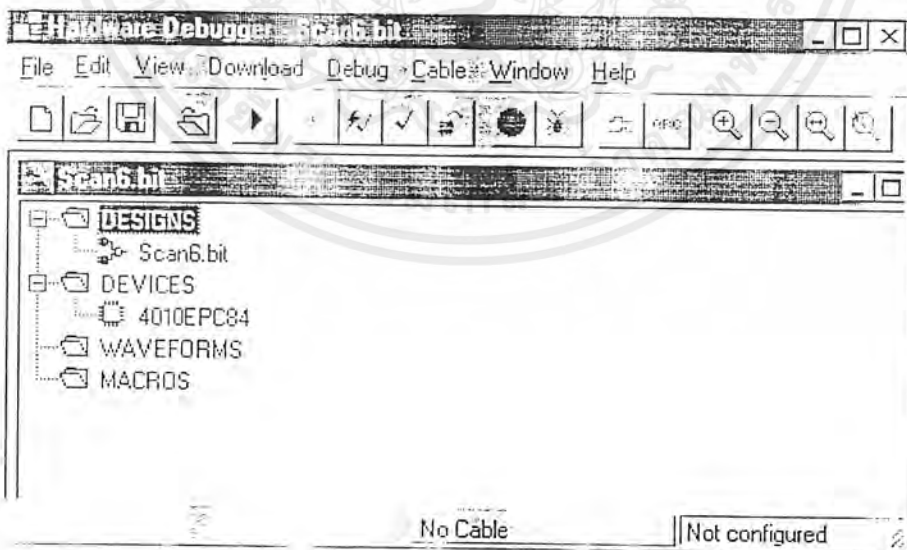 Hardware Debugger - Scan6.bit
File Edit View Download Debug Cable Window Help
ABC
Scan6.bit
DESIGNS
Scan6.bit
DEVICES
4010EPC84
WAVEFORMS
MACROS
No Cable
Not configured